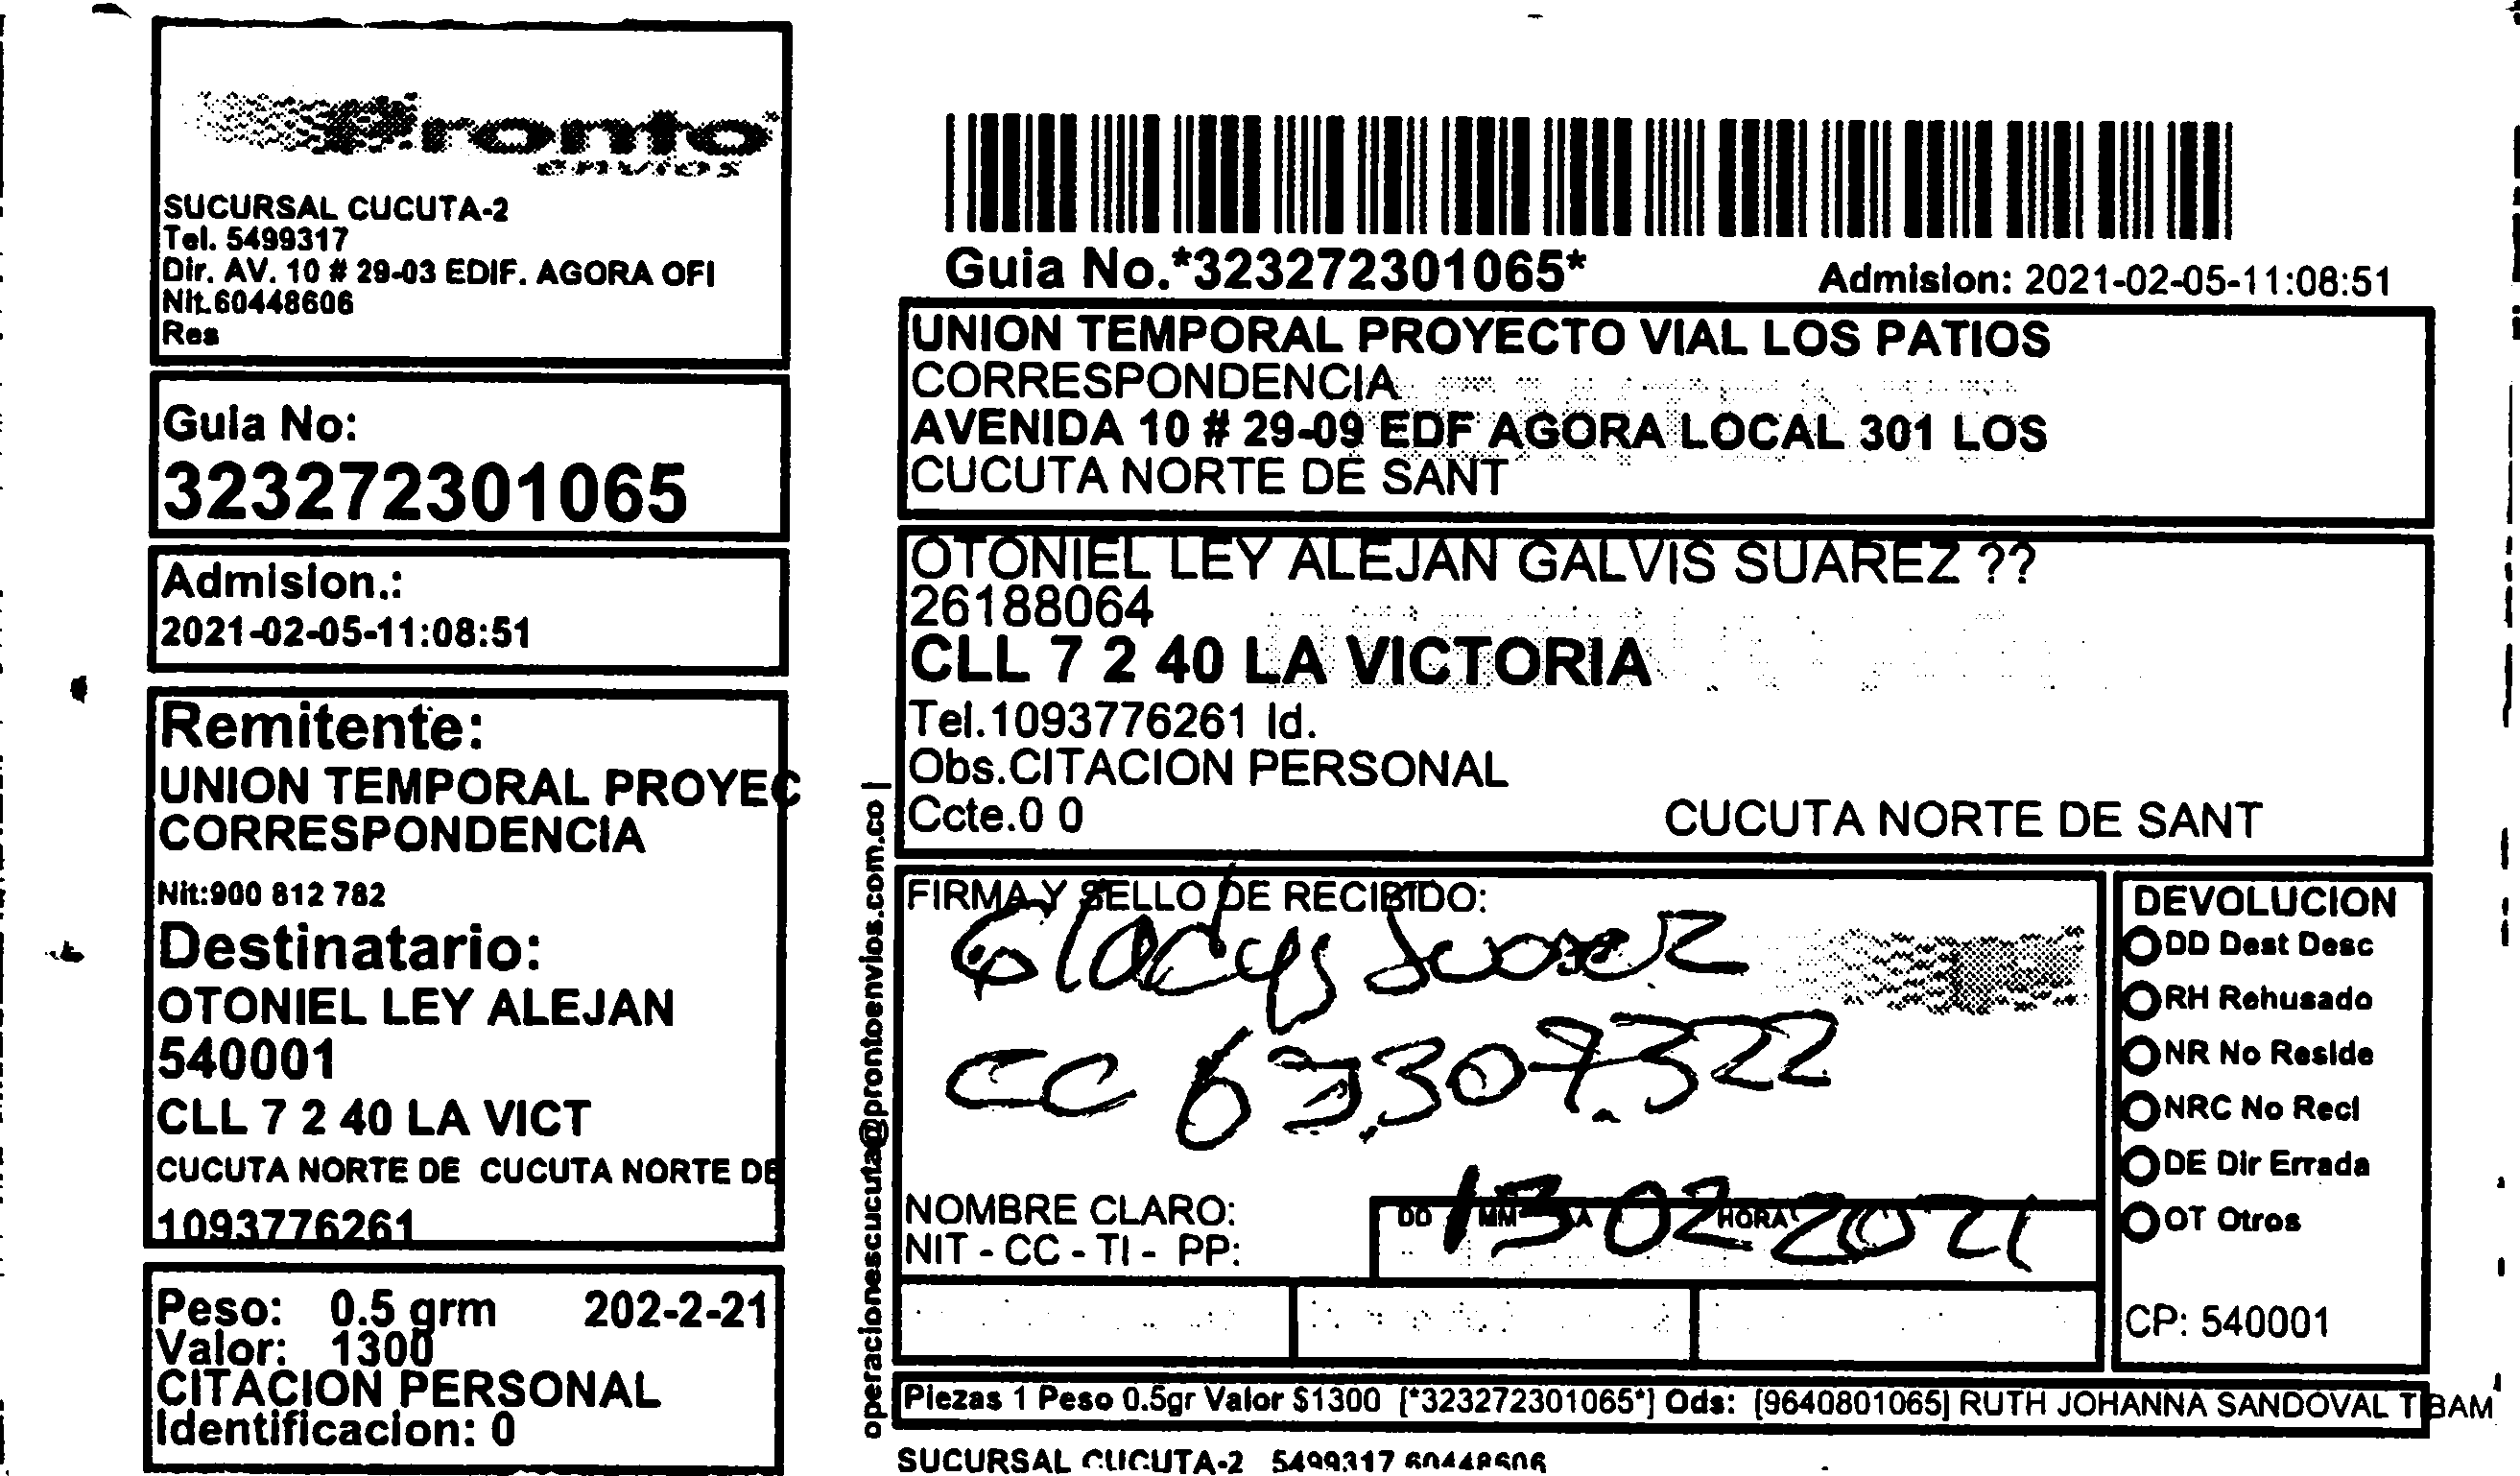 Pronto
envios
SUCURSAL CUCUTA-2
Tel. 5499317
Dir. AV. 10 # 29-03 EDIF. AGORA OFI
Nit.60448606
Res
Guia No:
323272301065
Admision.:
2021-02-05-11:08:51
Remitente:
UNION TEMPORAL PROYEC
CORRESPONDENCIA
Nit:900 812 782
Destinatario:
OTONIEL LEY ALEJAN
540001
CLL 7 2 40 LA VICT
CUCUTA NORTE DE CUCUTA NORTE DE
1093776261
Peso: 0.5 grm 202-2-21
Valor: 1300
CITACION PERSONAL
Identificacion: 0
operacionescucuta@prontoenvios.com.co |
Guia No.*323272301065*
Admision: 2021-02-05-11:08:51
UNION TEMPORAL PROYECTO VIAL LOS PATIOS
CORRESPONDENCIA
AVENIDA 10 # 29-09 EDF AGORA LOCAL 301 LOS
CUCUTA NORTE DE SANT
OTONIEL LEY ALEJAN GALVIS SUAREZ ??
26188064
CLL 7 2 40 LA VICTORIA
Tel.1093776261 Id.
Obs.CITACION PERSONAL
Ccte.0 0 CUCUTA NORTE DE SANT
FIRMA Y SELLO DE RECIBIDO:
Gladys Suarez
CC
NOMBRE CLARO:
NIT - CC - TI - PP:
DD MM AA HORA
13 02 2021
DEVOLUCION
DD Dest Desc
RH Rehusado
NR No Reside
NRC No Recl
DE Dir Errada
OT Otros
CP: 540001
Piezas 1 Peso 0.5gr Valor $1300 [*323272301065*] Ods: [9640801065] RUTH JOHANNA SANDOVAL TIBAM
SUCURSAL CUCUTA-2 5499317 60448606